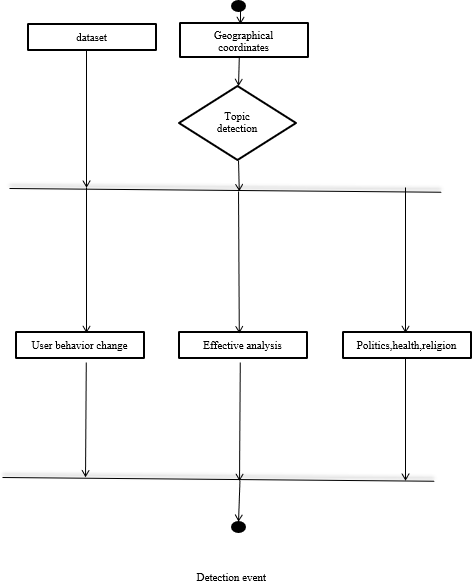 dataset
Geographical
coordinates
Topic
detection
User behavior change
Effective analysis
Politics,health,religion
Detection event